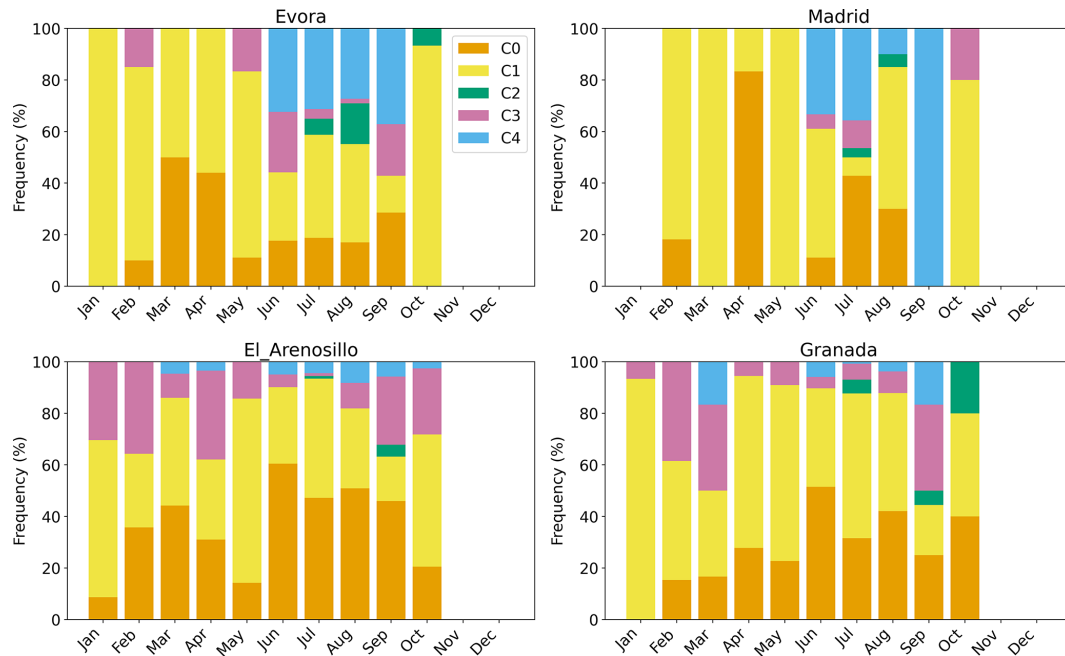 Evora
Frequency (%)
100
80
60
40
20
0
Jan Feb Mar Apr May Jun Jul Aug Sep Oct Nov Dec
C0
C1
C2
C3
C4
Madrid
Frequency (%)
100
80
60
40
20
0
Jan Feb Mar Apr May Jun Jul Aug Sep Oct Nov Dec
El_Arenosillo
Frequency (%)
100
80
60
40
20
0
Jan Feb Mar Apr May Jun Jul Aug Sep Oct Nov Dec
Granada
Frequency (%)
100
80
60
40
20
0
Jan Feb Mar Apr May Jun Jul Aug Sep Oct Nov Dec